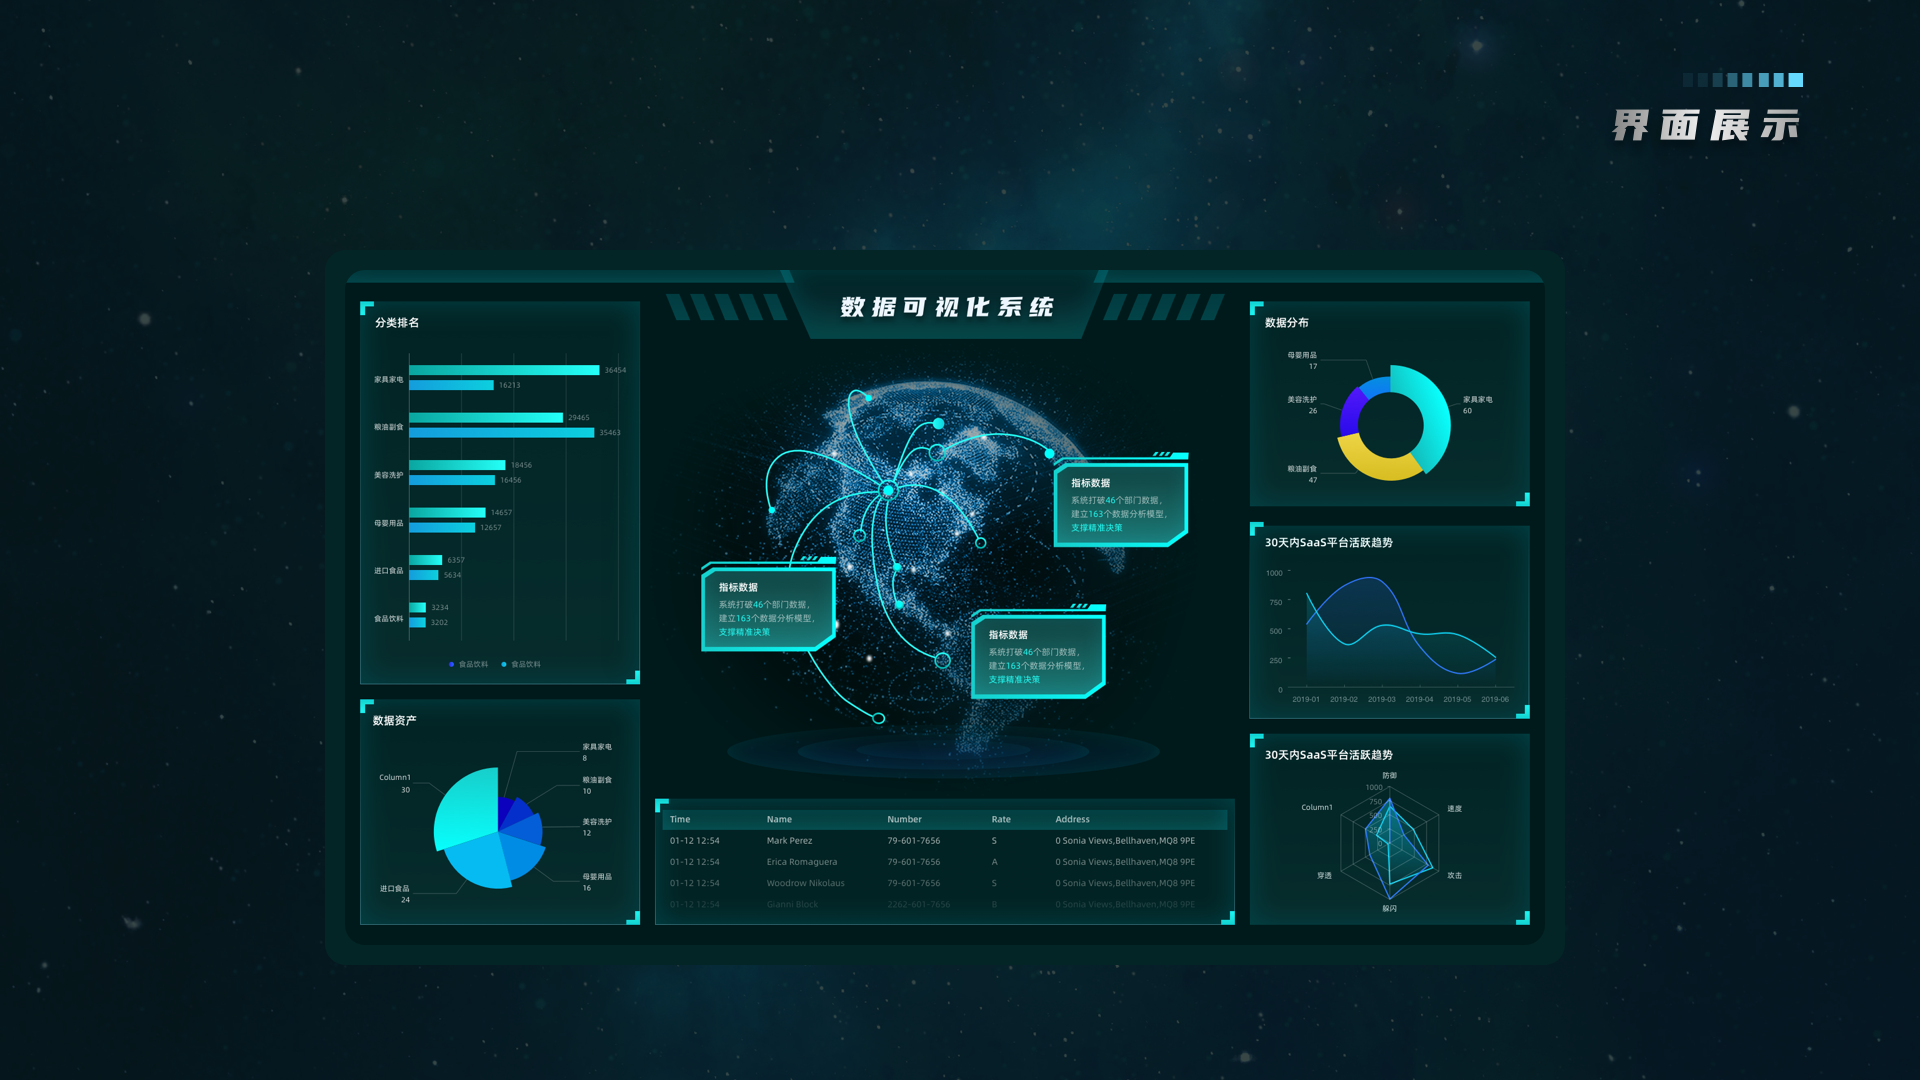 界面展示
数据可视化系统
分类排名
家具家电
36454
16213
粮油副食
29465
35463
美容洗护
18456
16456
母婴用品
14657
12657
进口食品
6357
5634
食品饮料
3234
3202
食品饮料 食品饮料
数据资产
家具家电
8
粮油副食
10
美容洗护
12
母婴用品
16
进口食品
24
Column1
30
指标数据
系统打破46个部门数据，
建立163个数据分析模型，
支撑精准决策
指标数据
系统打破46个部门数据，
建立163个数据分析模型，
支撑精准决策
指标数据
系统打破46个部门数据，
建立163个数据分析模型，
支撑精准决策
Time Name Number Rate Address
01-12 12:54 Mark Perez 79-601-7656 S 0 Sonia Views,Bellhaven,MQ8 9PE
01-12 12:54 Erica Romaguera 79-601-7656 A 0 Sonia Views,Bellhaven,MQ8 9PE
01-12 12:54 Woodrow Nikolaus 79-601-7656 S 0 Sonia Views,Bellhaven,MQ8 9PE
01-12 12:54 Gianni Block 2262-601-7656 B 0 Sonia Views,Bellhaven,MQ8 9PE
数据分布
母婴用品
17
美容洗护
26
家具家电
60
粮油副食
47
30天内SaaS平台活跃趋势
1000
750
500
250
0
2019-01 2019-02 2019-03 2019-04 2019-05 2019-06
30天内SaaS平台活跃趋势
防御
1000
750
500
250
0
Column1
速度
穿透
攻击
躲闪